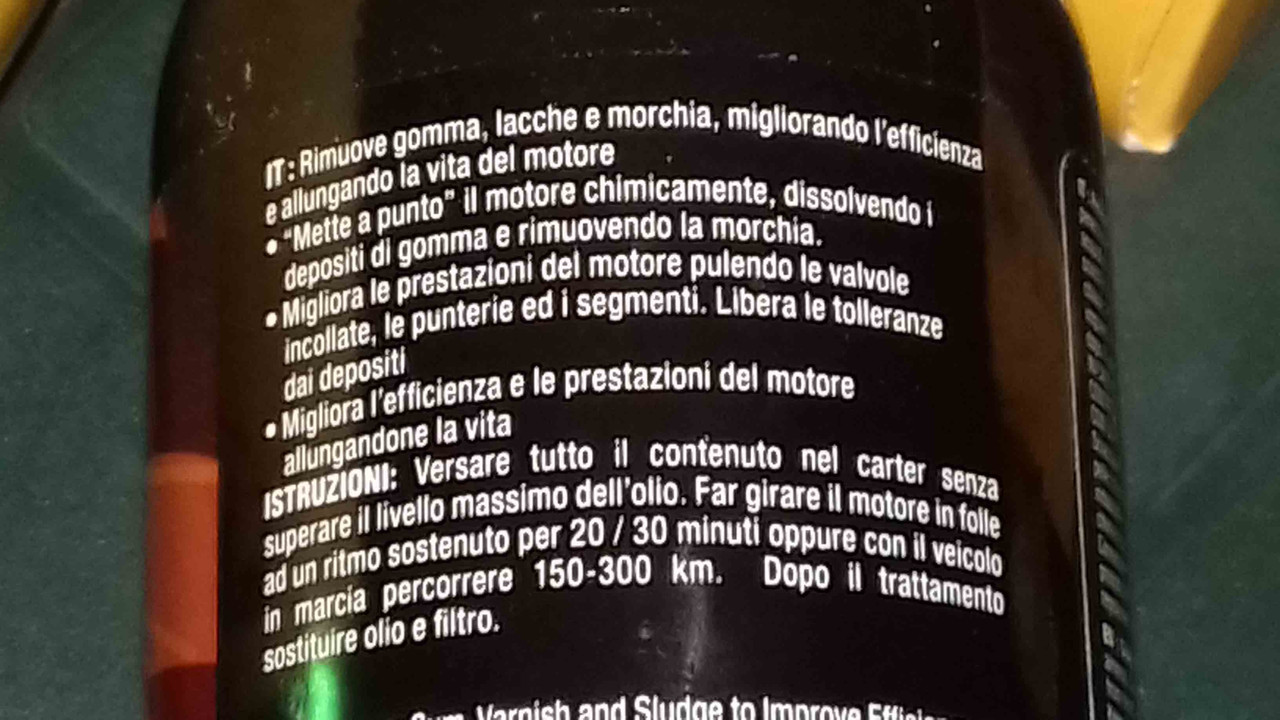 IT: Rimuove gomma, lacche e morchia, migliorando l'efficienza
e allungando la vita del motore
• "Mette a punto" il motore chimicamente, dissolvendo i
depositi di gomma e rimuovendo la morchia.
• Migliora le prestazioni del motore pulendo le valvole
incollate, le punterie ed i segmenti. Libera le tolleranze
dai depositi
• Migliora l'efficienza e le prestazioni del motore
allungandone la vita
ISTRUZIONI: Versare tutto il contenuto nel carter senza
superare il livello massimo dell'olio. Far girare il motore in folle
ad un ritmo sostenuto per 20 / 30 minuti oppure con il veicolo
in marcia percorrere 150-300 km. Dopo il trattamento
sostituire olio e filtro.
Varnish and Sludge to Improve